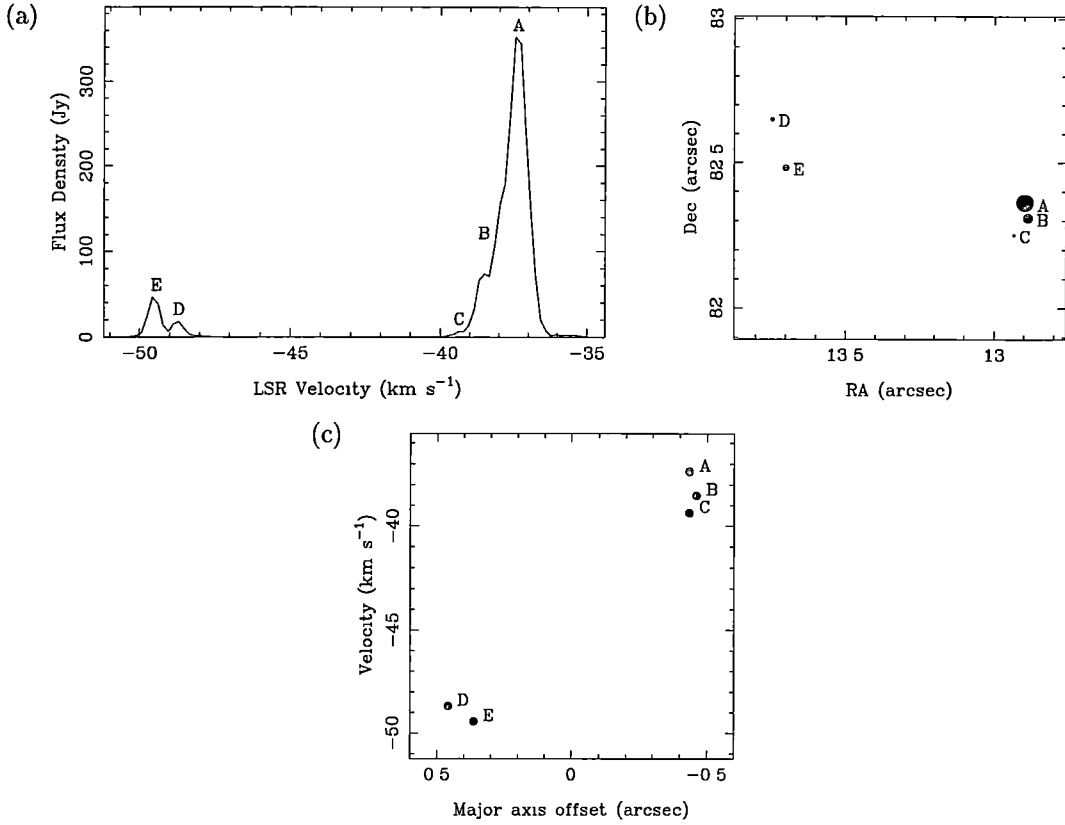 (a)
A
B
C
D
E
300
200
100
0
Flux Density (Jy)
−50
−45
−40
−35
LSR Velocity (km s⁻¹)
(b)
83
82 5
82
Dec (arcsec)
D
E
A
B
C
13 5
13
RA (arcsec)
(c)
A
B
C
D
E
−40
−45
−50
Velocity (km s⁻¹)
0 5
0
−0 5
Major axis offset (arcsec)